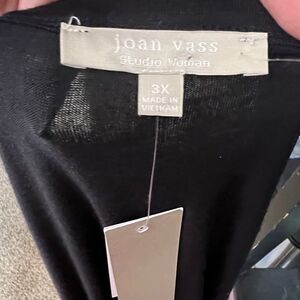 joan vass
Studio Woman
3X
MADE IN
VIETNAM